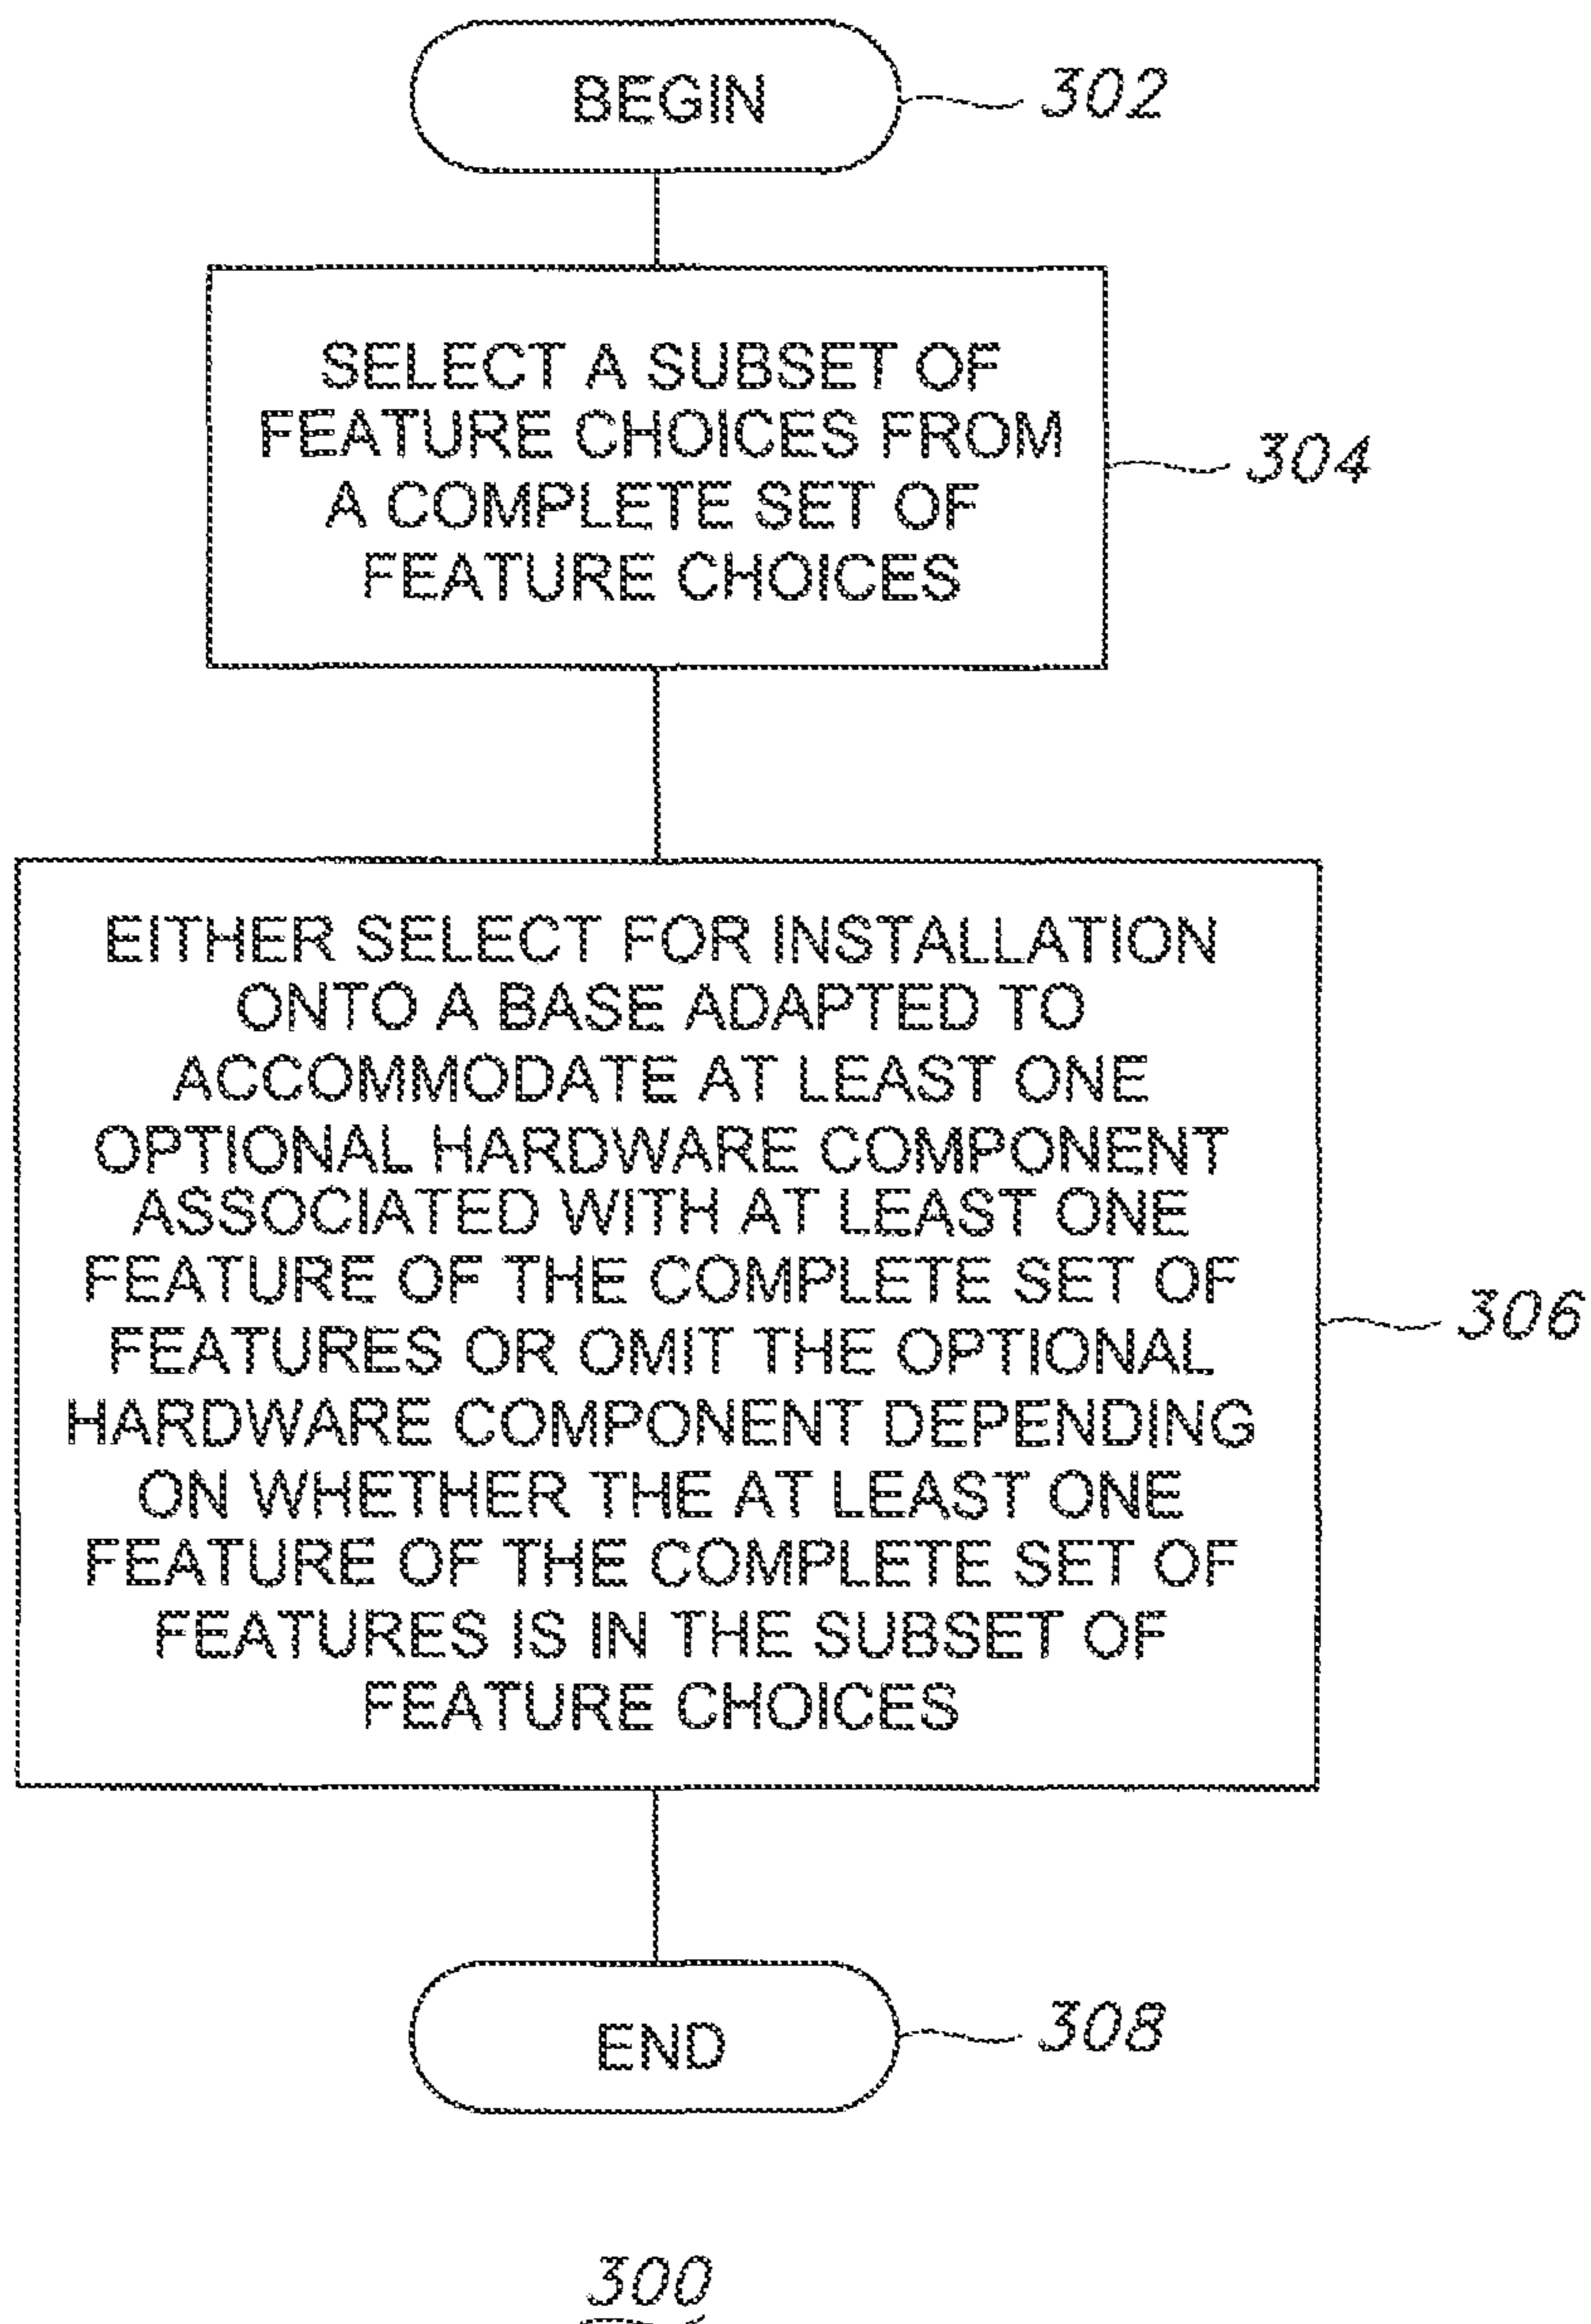 BEGIN
302
SELECT A SUBSET OF
FEATURE CHOICES FROM
A COMPLETE SET OF
FEATURE CHOICES
304
EITHER SELECT FOR INSTALLATION
ONTO A BASE ADAPTED TO
ACCOMMODATE AT LEAST ONE
OPTIONAL HARDWARE COMPONENT
ASSOCIATED WITH AT LEAST ONE
FEATURE OF THE COMPLETE SET OF
FEATURES OR OMIT THE OPTIONAL
HARDWARE COMPONENT DEPENDING
ON WHETHER THE AT LEAST ONE
FEATURE OF THE COMPLETE SET OF
FEATURES IS IN THE SUBSET OF
FEATURE CHOICES
306
END
308
300